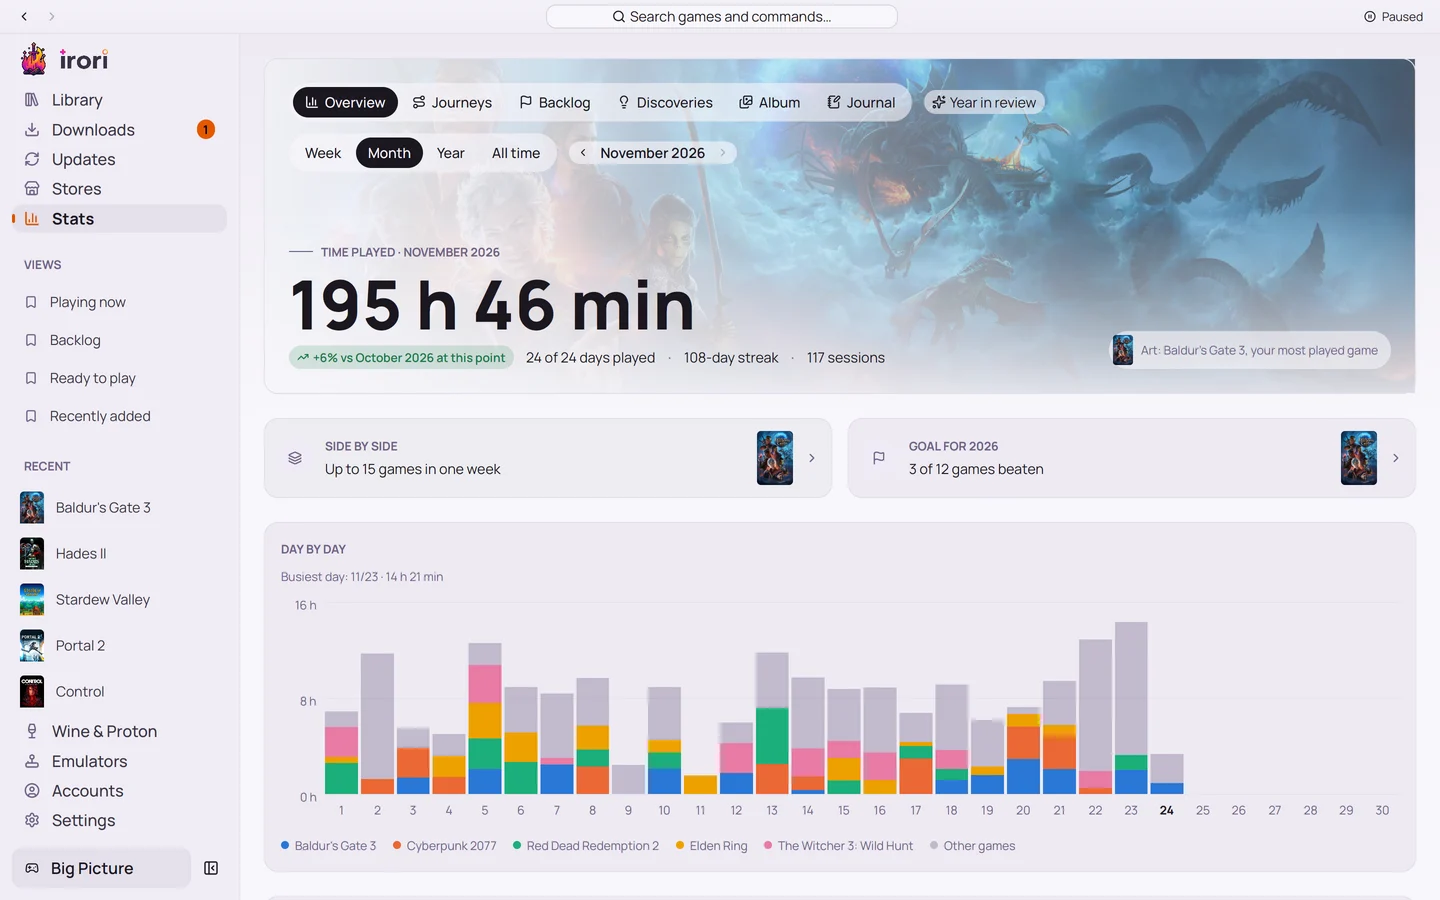 Search games and commands...
Paused
irori
Library
Downloads
1
Updates
Stores
Stats
VIEWS
Playing now
Backlog
Ready to play
Recently added
RECENT
Baldur's Gate 3
Hades II
Stardew Valley
Portal 2
Control
Wine & Proton
Emulators
Accounts
Settings
Big Picture
Overview
Journeys
Backlog
Discoveries
Album
Journal
Year in review
Week
Month
Year
All time
November 2026
TIME PLAYED · NOVEMBER 2026
195 h 46 min
+6% vs October 2026 at this point
24 of 24 days played · 108-day streak · 117 sessions
Art: Baldur's Gate 3, your most played game
SIDE BY SIDE
Up to 15 games in one week
GOAL FOR 2026
3 of 12 games beaten
DAY BY DAY
Busiest day: 11/23 · 14 h 21 min
16 h
8 h
0 h
1 2 3 4 5 6 7 8 9 10 11 12 13 14 15 16 17 18 19 20 21 22 23 24 25 26 27 28 29 30
Baldur's Gate 3
Cyberpunk 2077
Red Dead Redemption 2
Elden Ring
The Witcher 3: Wild Hunt
Other games